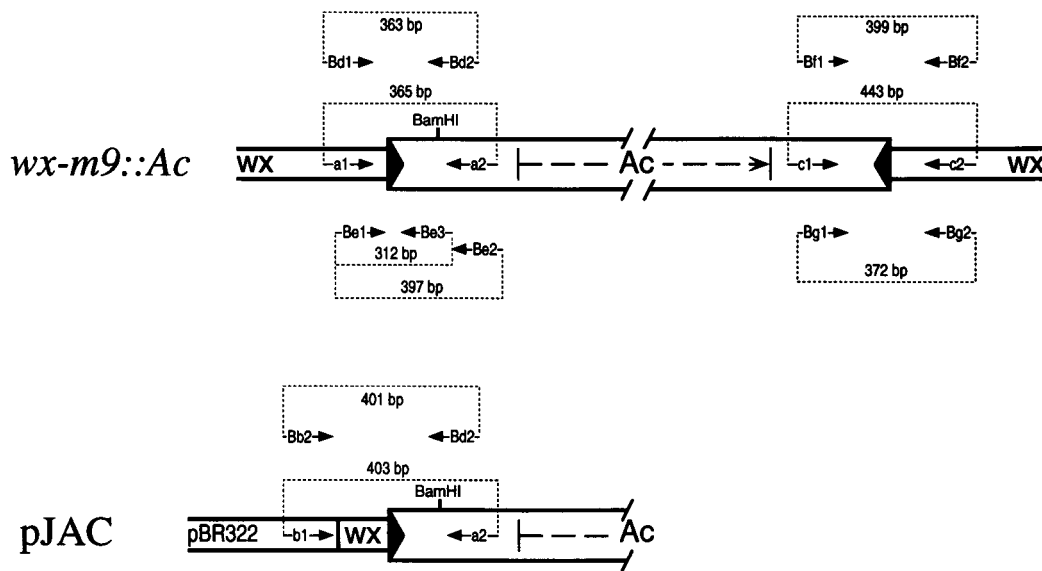 363 bp 399 bp
Bd1 Bd2 Bf1 Bf2
365 bp 443 bp
BamHI
wx-m9::Ac WX a1 a2 Ac c1 c2 WX
Be1 Be3 Bg1 Bg2
312 bp Be2
372 bp
397 bp
401 bp
Bb2 Bd2
403 bp
BamHI
pJAC pBR322 b1 WX a2 Ac